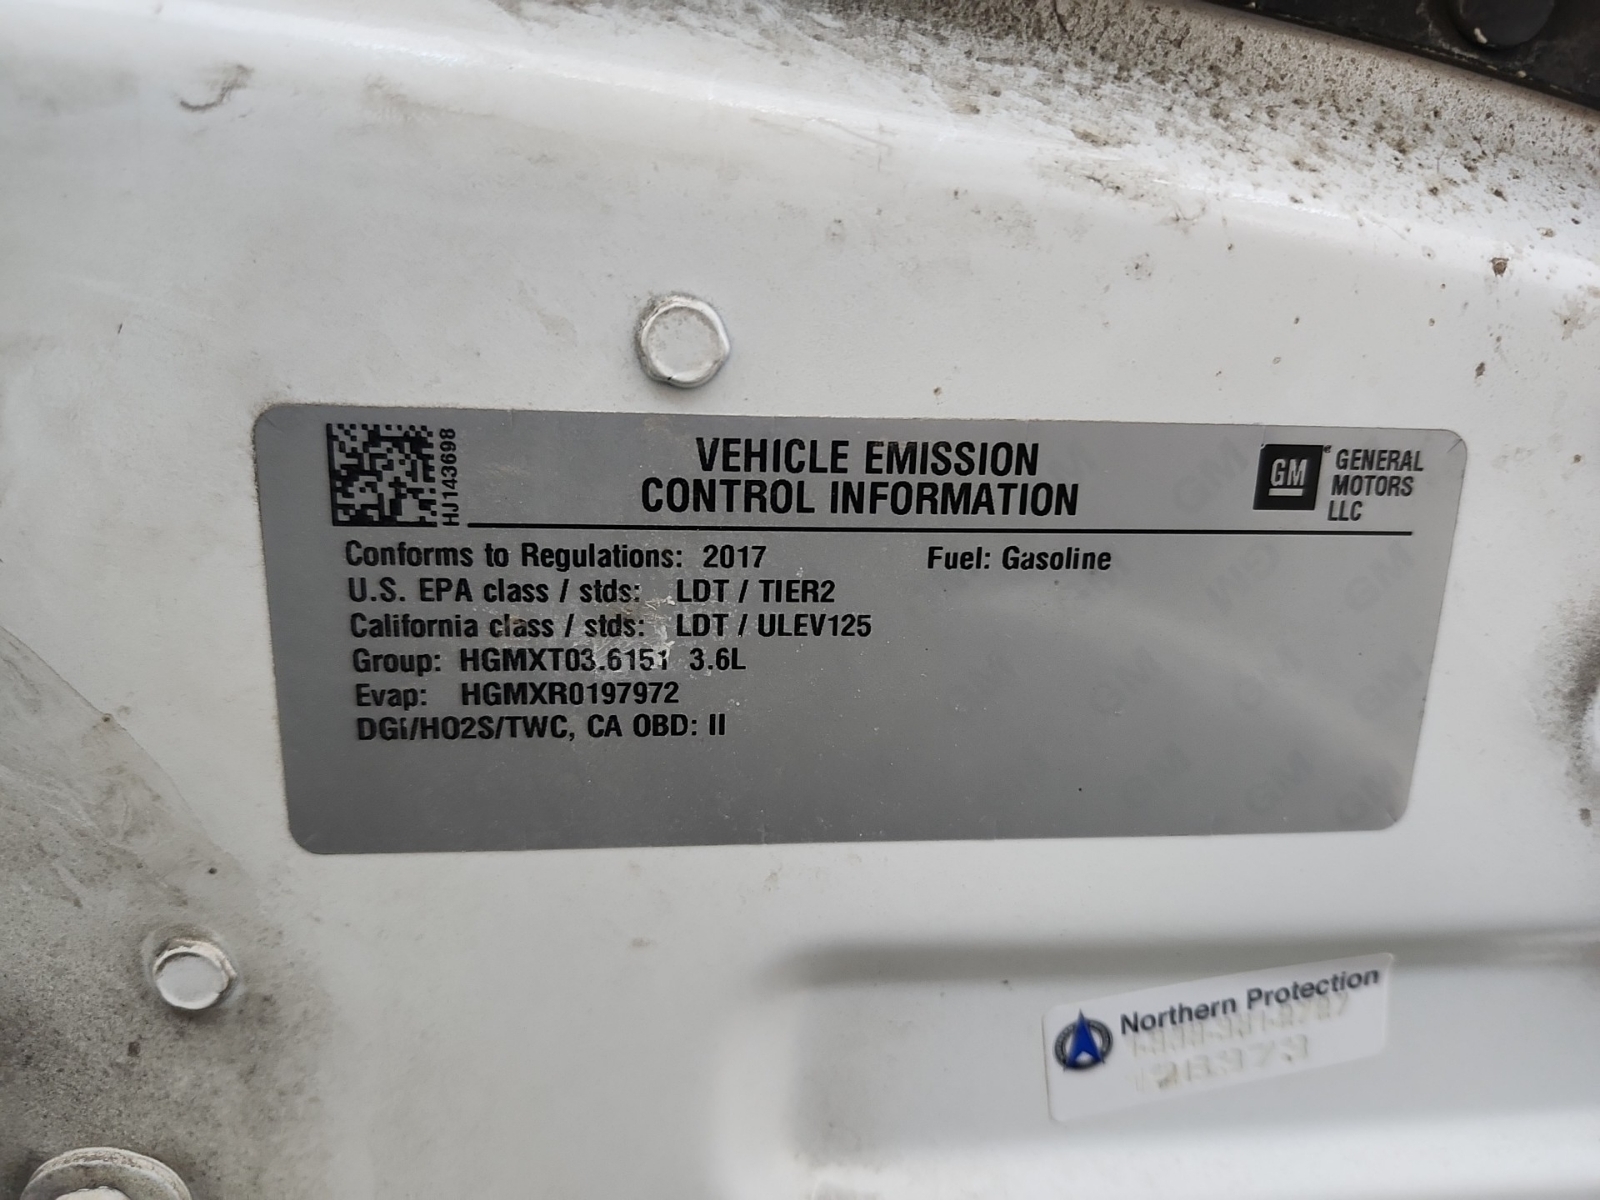 HJ143698
VEHICLE EMISSION
CONTROL INFORMATION
GM
GENERAL
MOTORS
LLC
Conforms to Regulations: 2017
Fuel: Gasoline
U.S. EPA class / stds: LDT / TIER2
California class / stds: LDT / ULEV125
Group: HGMXT03.6151 3.6L
Evap: HGMXR0197972
DGI/HO2S/TWC, CA OBD: II
Northern Protection